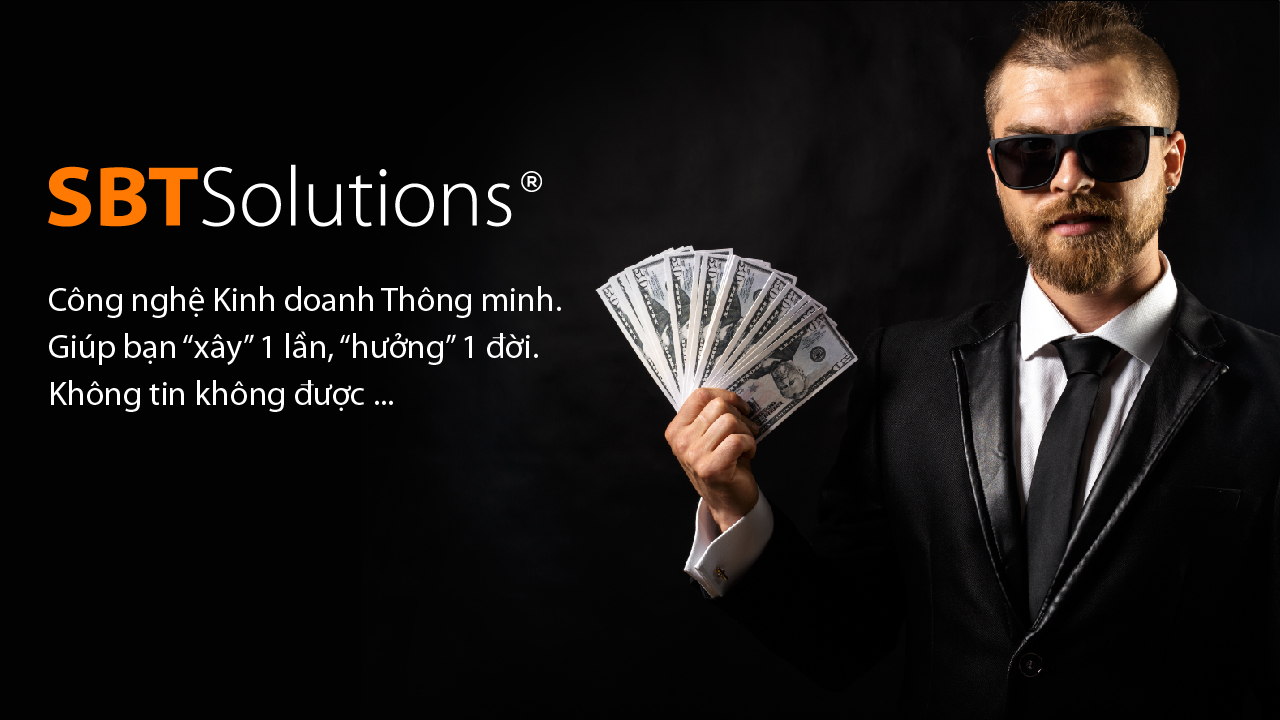 SBTSolutions®
Công nghệ Kinh doanh Thông minh.
Giúp bạn “xây” 1 lần, “hưởng” 1 đời.
Không tin không được ...